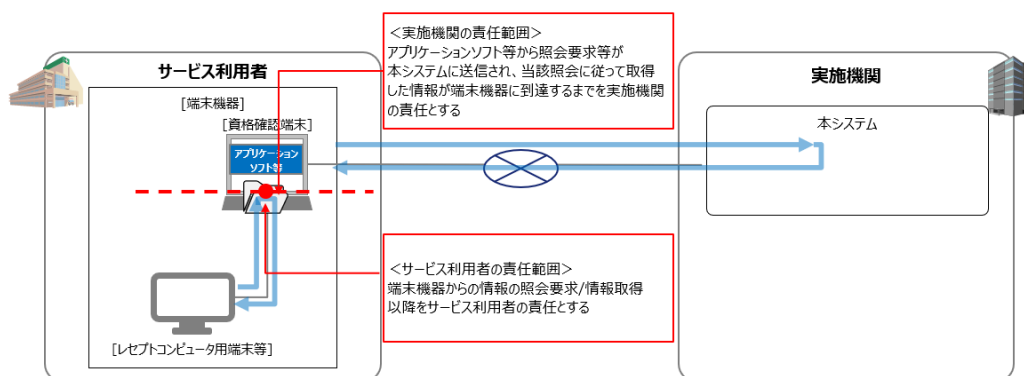 ＜実施機関の責任範囲＞
アプリケーションソフト等から照会要求等が
本システムに送信され、当該照会に従って取得
した情報が端末機器に到達するまでを実施機関
の責任とする
サービス利用者
実施機関
[端末機器]
[資格確認端末]
アプリケーション
ソフト等
本システム
＜サービス利用者の責任範囲＞
端末機器からの情報の照会要求/情報取得
以降をサービス利用者の責任とする
[レセプトコンピュータ用端末等]